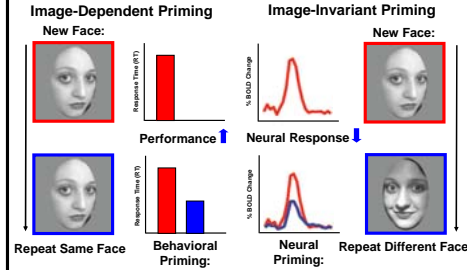 Image-Dependent Priming
Image-Invariant Priming
New Face:
New Face:
Response Time (RT)
% BOLD Change
Performance
Neural Response
Response Time (RT)
% BOLD Change
Repeat Same Face
Behavioral
Priming:
Neural
Priming:
Repeat Different Face